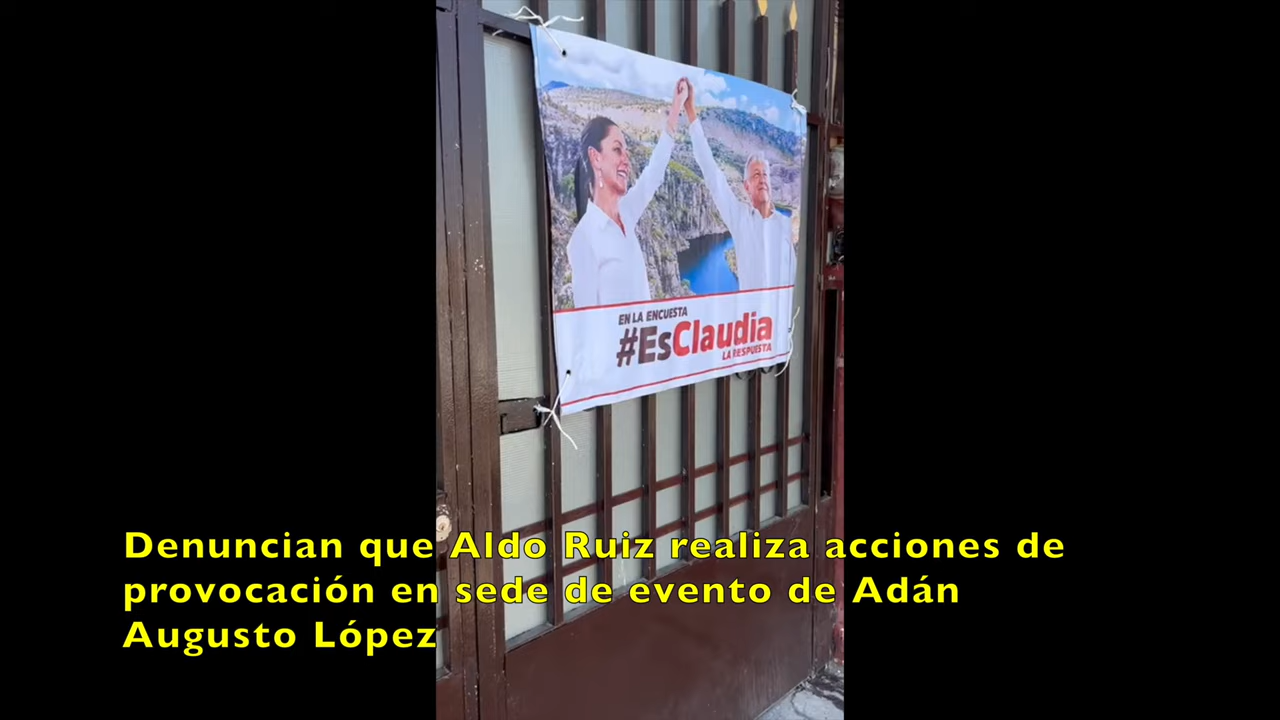 EN LA ENCUESTA
#EsClaudia
LA RESPUESTA
Denuncian que Aldo Ruiz realiza acciones de
provocación en sede de evento de Adán
Augusto López